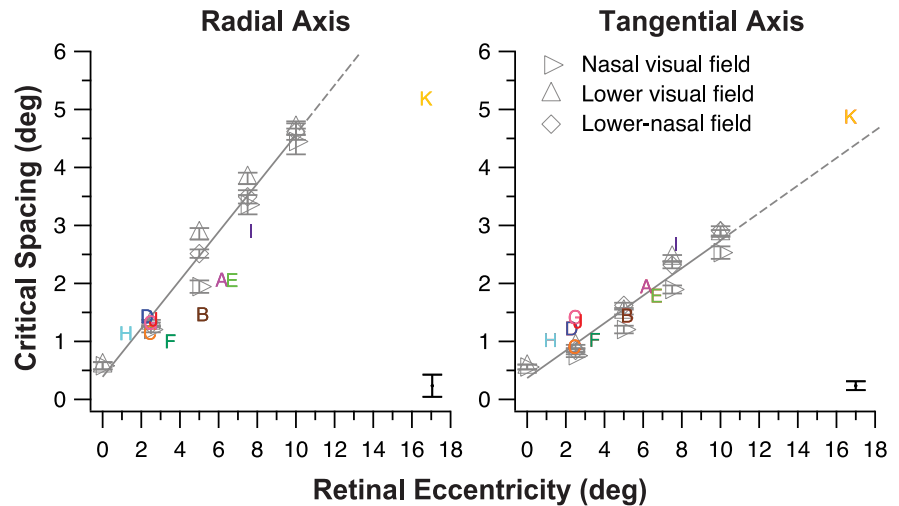 Radial Axis
Tangential Axis
Critical Spacing (deg)
6
5
4
3
2
1
0
K
I
A E
B
D J
H
F
0 2 4 6 8 10 12 14 16 18
6
5
4
3
2
1
0
Nasal visual field
Lower visual field
Lower-nasal field
K
I
A
E
B
J
D
H
F
0 2 4 6 8 10 12 14 16 18
Retinal Eccentricity (deg)